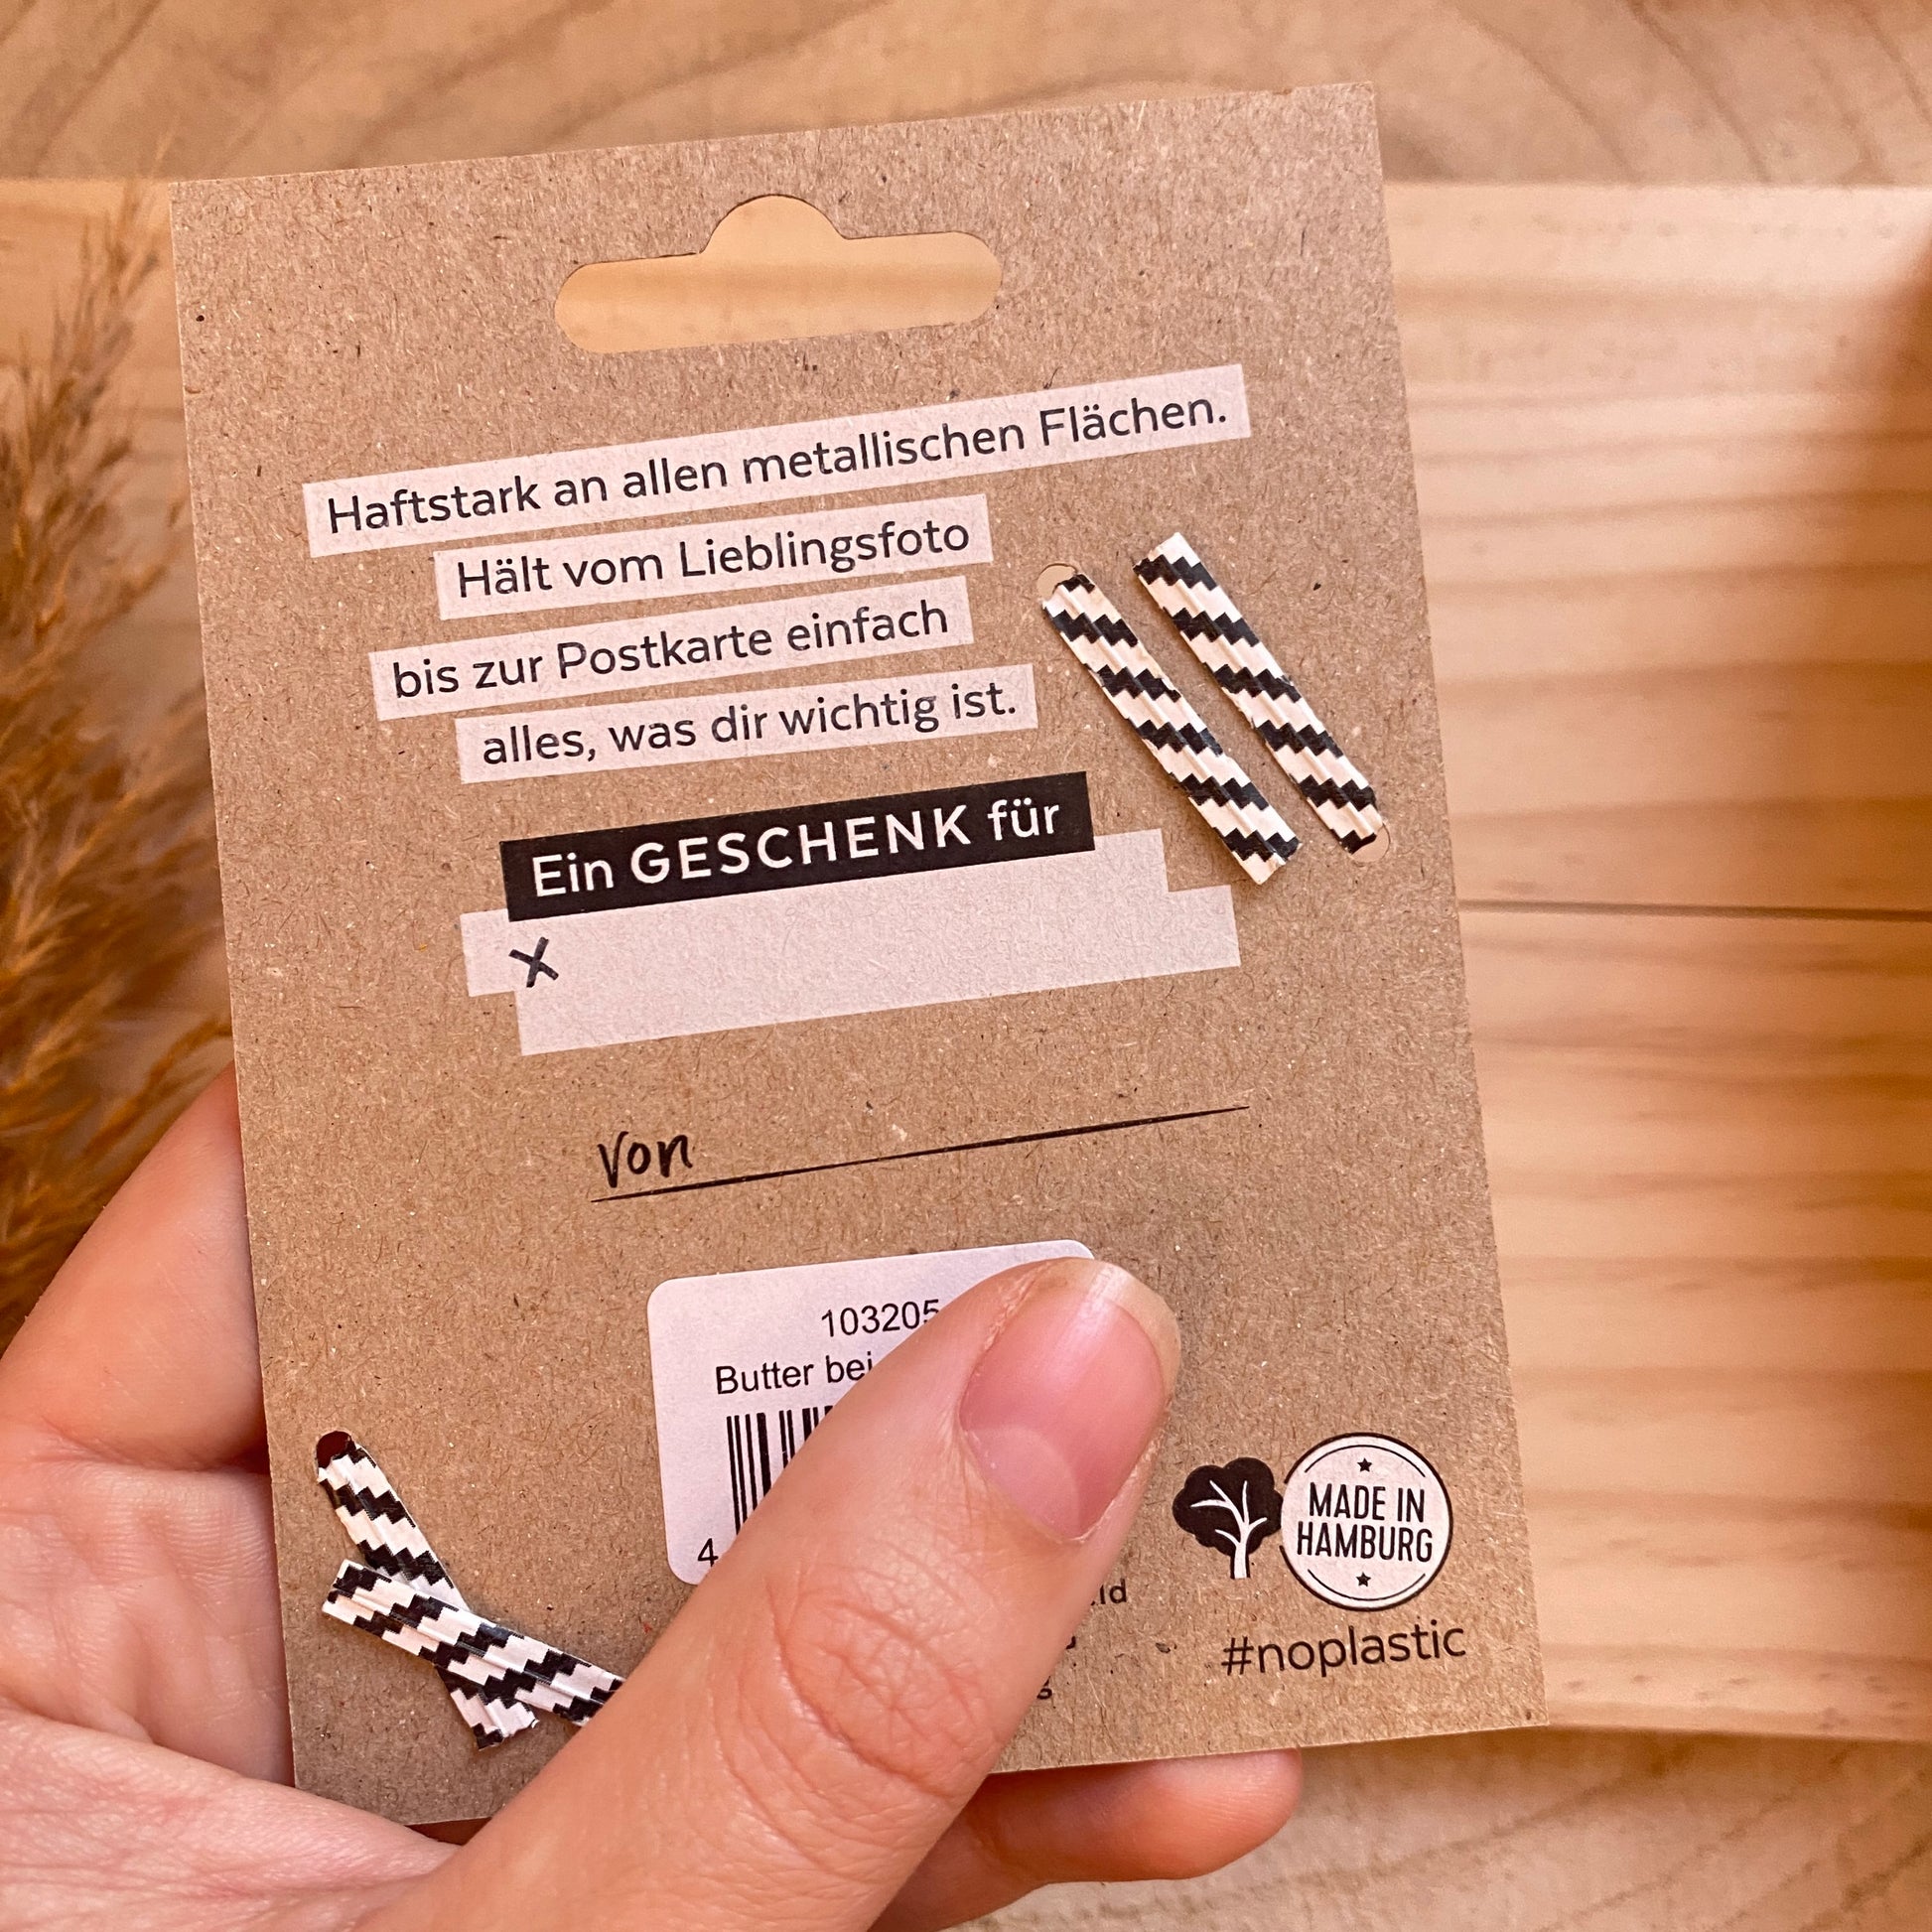 Haftstark an allen metallischen Flächen.
Hält vom Lieblingsfoto
bis zur Postkarte einfach
alles, was dir wichtig ist.
Ein GESCHENK für
x
von
103205
Butter bei
4
MADE IN
HAMBURG
#noplastic